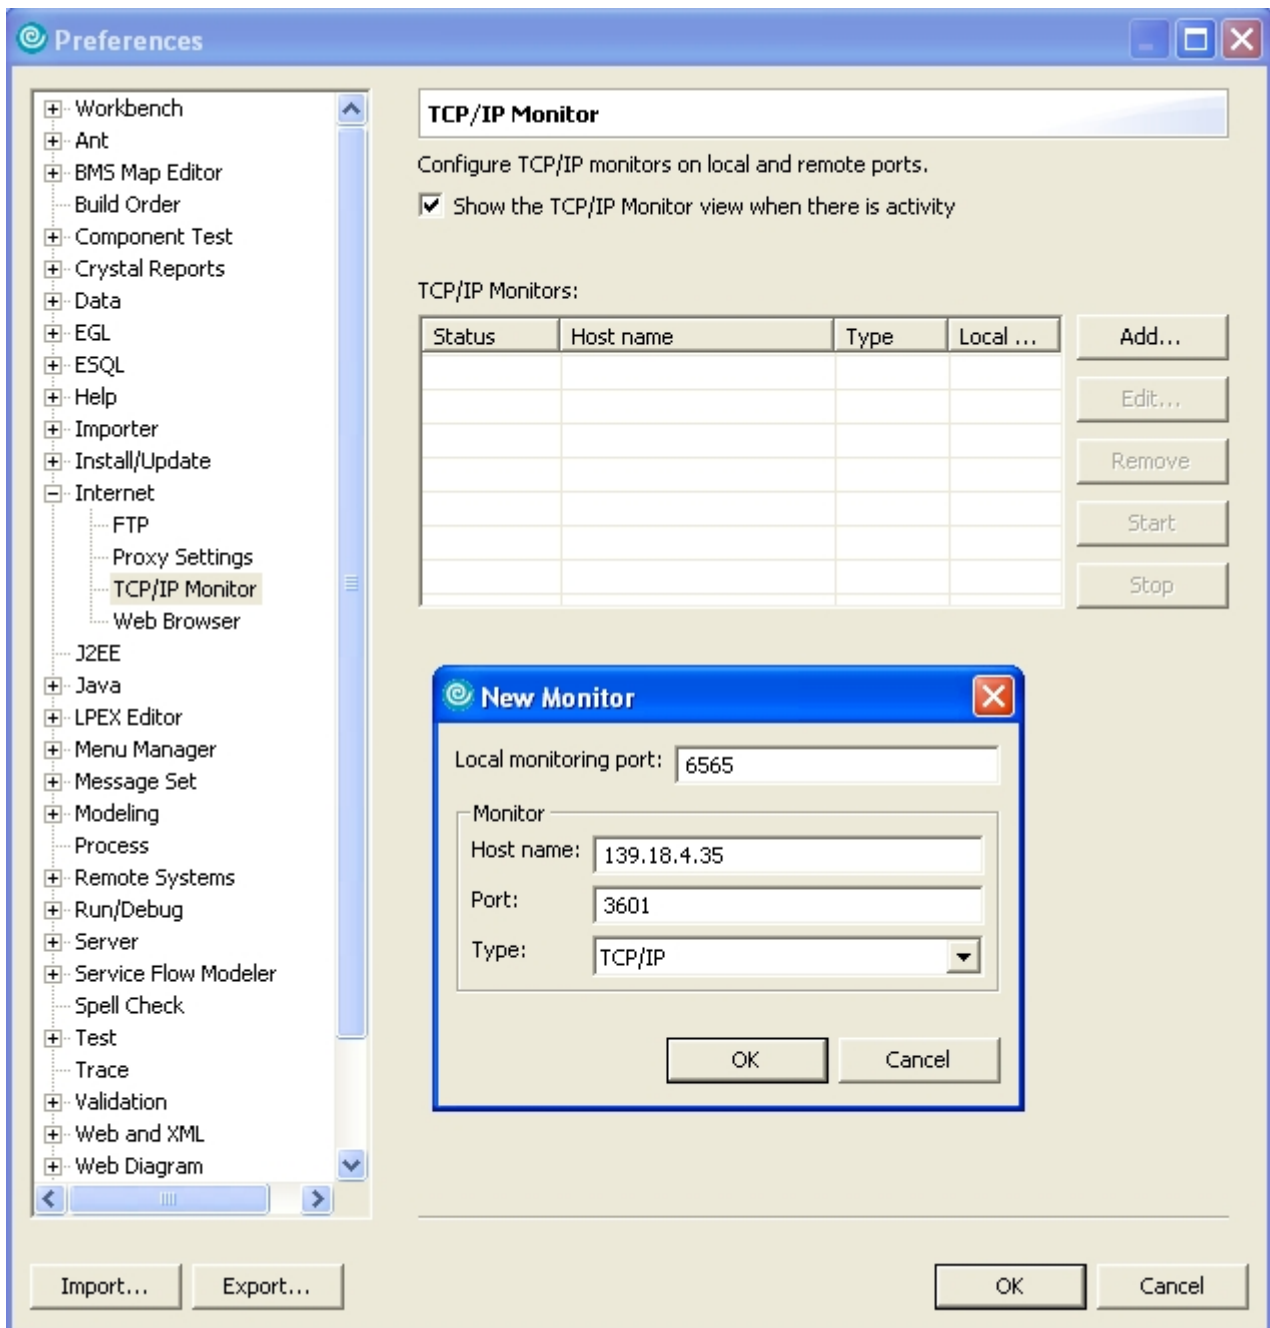 Preferences
Workbench
Ant
BMS Map Editor
Build Order
Component Test
Crystal Reports
Data
EGL
ESQL
Help
Importer
Install/Update
Internet
FTP
Proxy Settings
TCP/IP Monitor
Web Browser
J2EE
Java
LPEX Editor
Menu Manager
Message Set
Modeling
Process
Remote Systems
Run/Debug
Server
Service Flow Modeler
Spell Check
Test
Trace
Validation
Web and XML
Web Diagram
TCP/IP Monitor
Configure TCP/IP monitors on local and remote ports.
Show the TCP/IP Monitor view when there is activity
TCP/IP Monitors:
Status Host name Type Local ...
Add...
Edit...
Remove
Start
Stop
New Monitor
Local monitoring port: 6565
Monitor
Host name: 139.18.4.35
Port: 3601
Type: TCP/IP
OK Cancel
Import... Export... OK Cancel